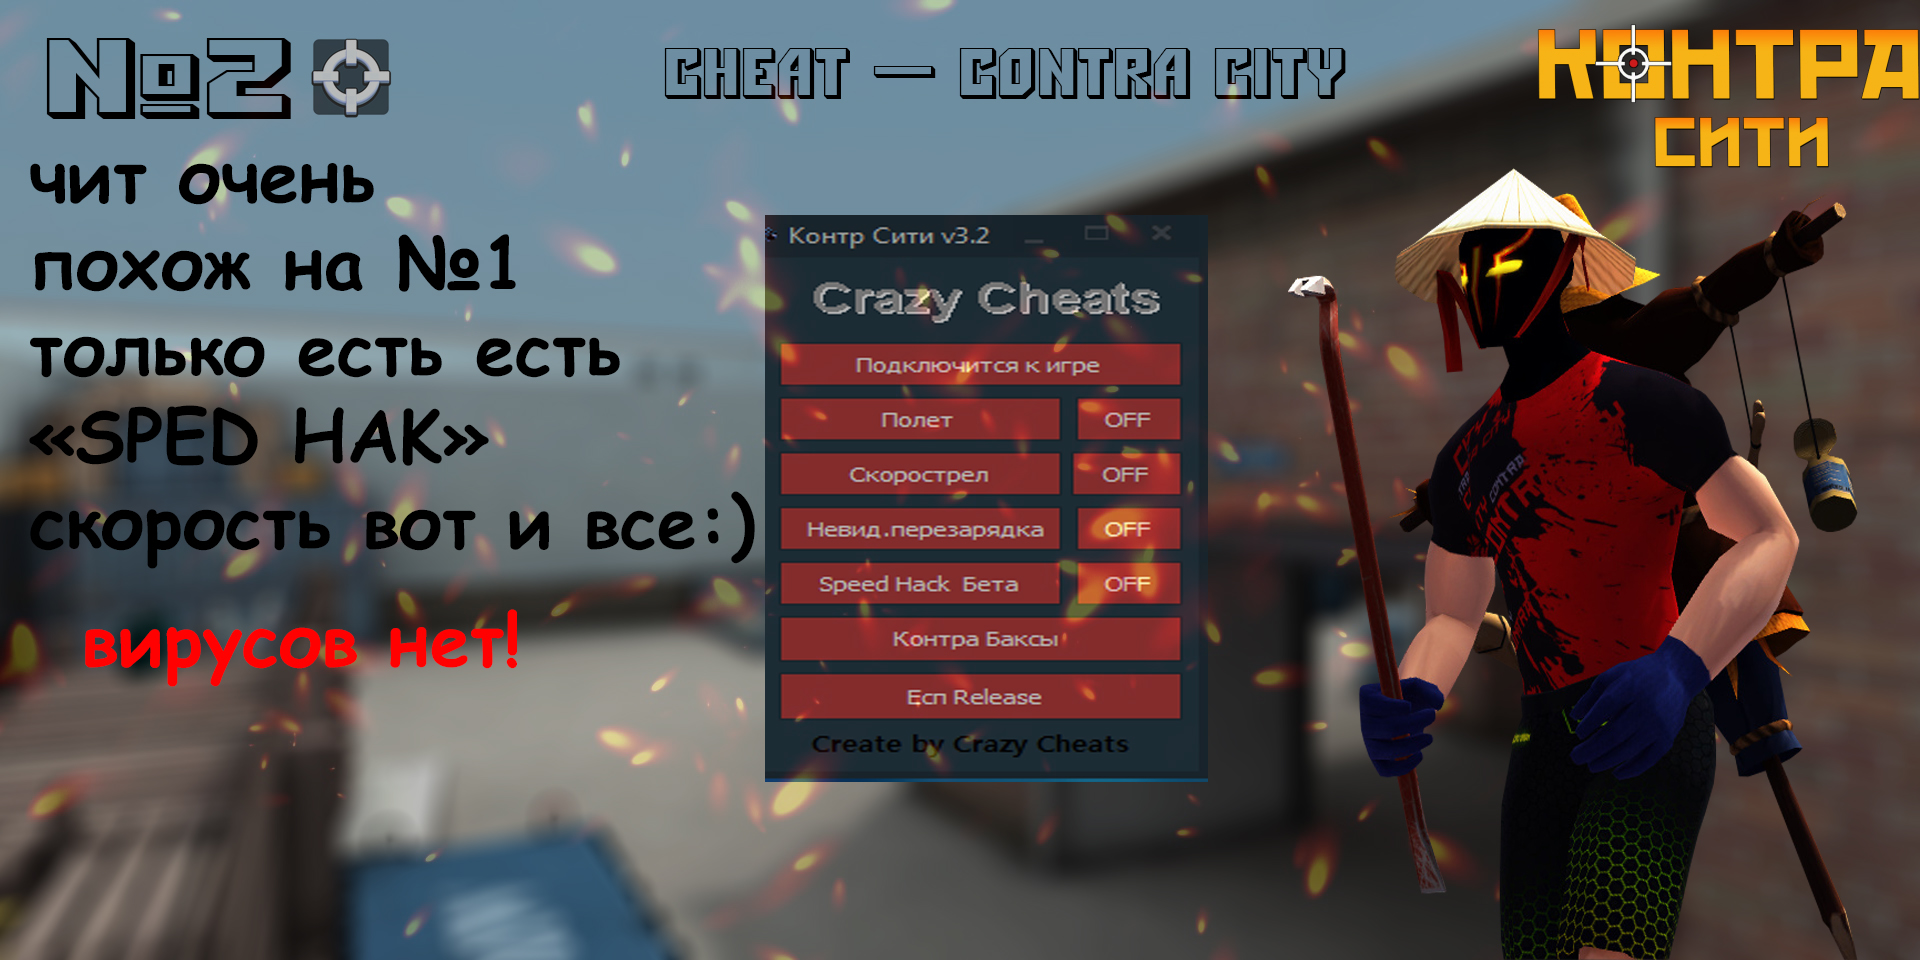 №2
CHEAT — CONTRA CITY
КОНТРА
СИТИ
чит очень
похож на №1
только есть есть
«SPED HAK»
скорость вот и все:)
вирусов нет!
Контр Сити v3.2
Crazy Cheats
Подключится к игре
Полет OFF
Скорострел OFF
Невид.перезарядка OFF
Speed Hack Бета OFF
Контра Баксы
Есп Release
Create by Crazy Cheats